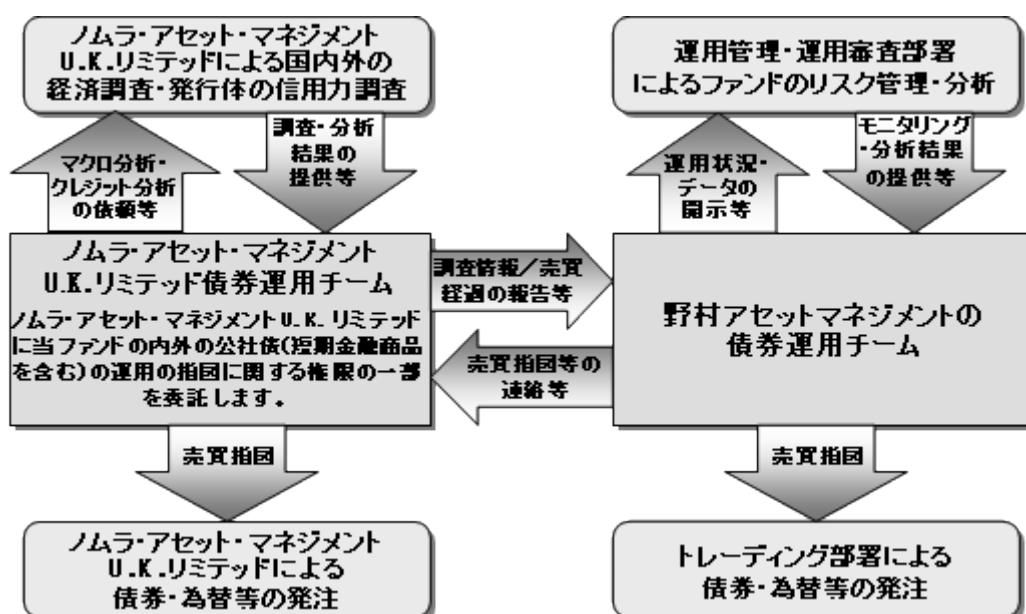 ノムラ・アセット・マネジメント
U.K.リミテッドによる国内外の
経済調査・発行体の信用力調査
運用管理・運用審査部署
によるファンドのリスク管理・分析
マクロ分析・
クレジット分析
の依頼等
調査・分析
結果の
提供等
運用状況・
データの
開示等
モニタリング
・分析結果
の提供等
ノムラ・アセット・マネジメント
U.K.リミテッド債券運用チーム
ノムラ・アセット・マネジメントU.K.リミテッド
に当ファンドの内外の公社債(短期金融商品
を含む)の運用の指図に関する権限の一部
を委託します。
調査情報/売買
経過の報告等
売買指図等の
連絡等
野村アセットマネジメントの
債券運用チーム
売買指図
売買指図
ノムラ・アセット・マネジメント
U.K.リミテッドによる
債券・為替等の発注
トレーディング部署による
債券・為替等の発注